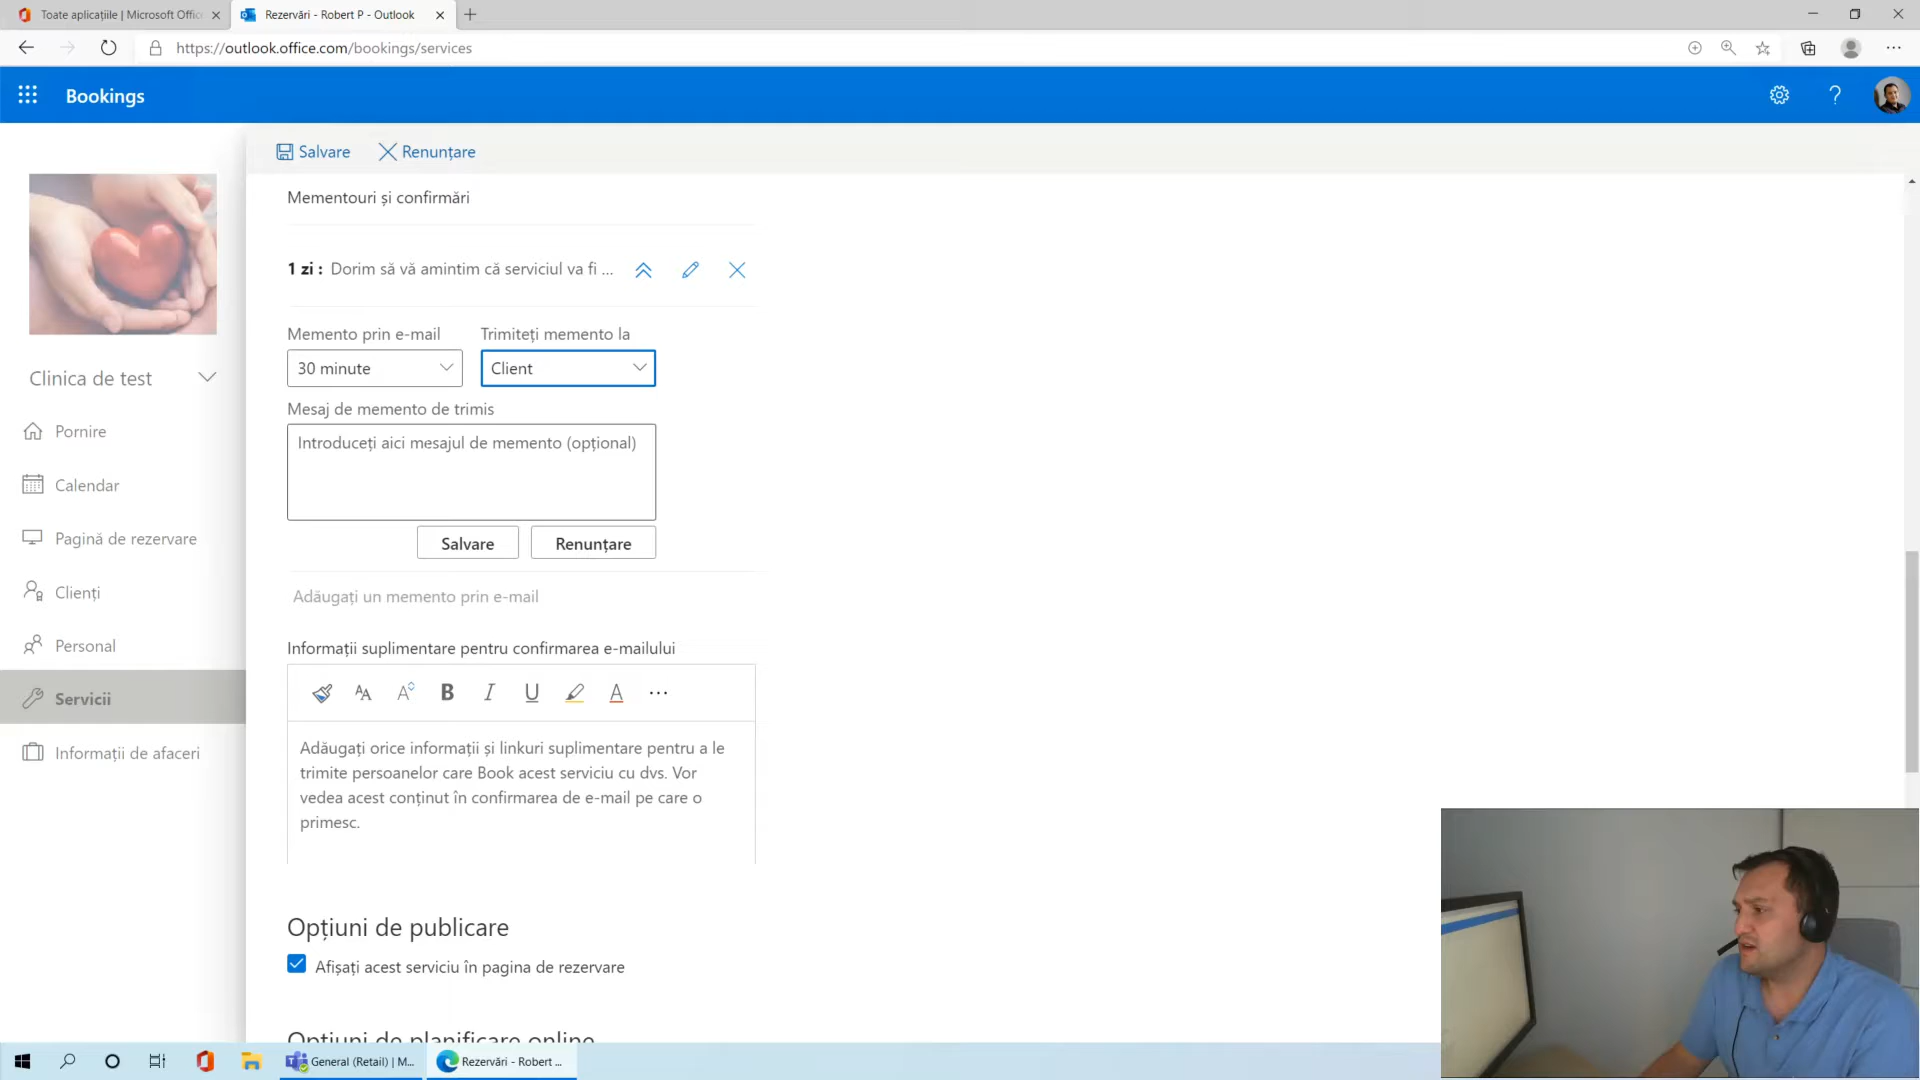 Toate aplicațiile | Microsoft Offic
Rezervări - Robert P - Outlook
https://outlook.office.com/bookings/services
Bookings
Salvare
Renunțare
Mementouri și confirmări
1 zi : Dorim să vă amintim că serviciul va fi ...
Memento prin e-mail
Trimiteți memento la
30 minute
Client
Mesaj de memento de trimis
Introduceți aici mesajul de memento (opțional)
Salvare
Renunțare
Adăugați un memento prin e-mail
Informații suplimentare pentru confirmarea e-mailului
Adăugați orice informații și linkuri suplimentare pentru a le
trimite persoanelor care Book acest serviciu cu dvs. Vor
vedea acest conținut în confirmarea de e-mail pe care o
primesc.
Opțiuni de publicare
Afișați acest serviciu în pagina de rezervare
Opțiuni de planificare online
Clinica de test
Pornire
Calendar
Pagină de rezervare
Clienți
Personal
Servicii
Informații de afaceri
General (Retail) | M...
Rezervări - Robert ...